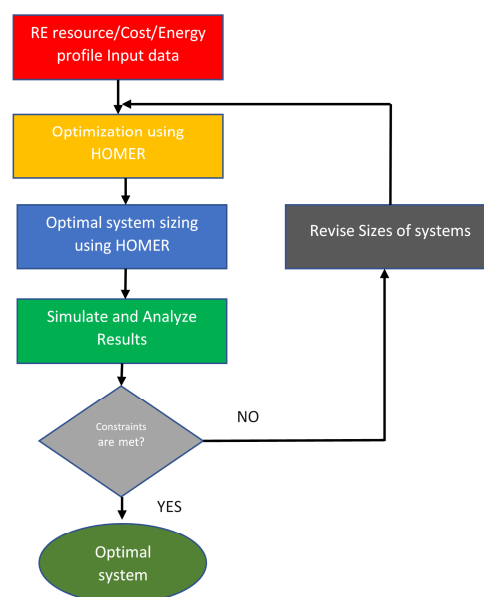 RE resource/Cost/Energy
profile Input data
Optimization using
HOMER
Optimal system sizing
using HOMER
Revise Sizes of systems
Simulate and Analyze
Results
Constraints
are met?
NO
YES
Optimal
system